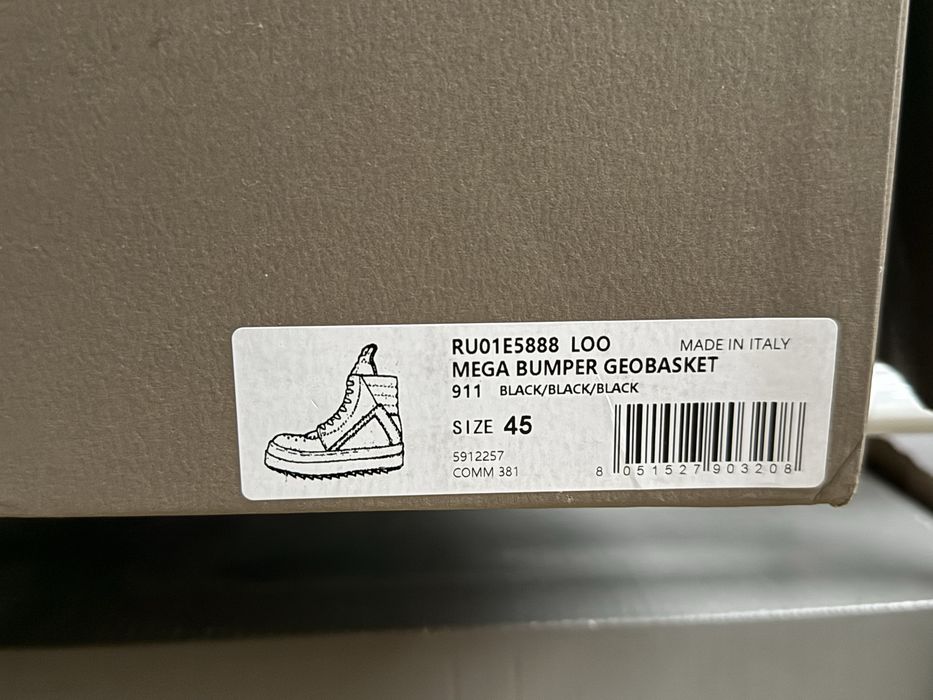 RU01E5888 LOO MADE IN ITALY
MEGA BUMPER GEOBASKET
911 BLACK/BLACK/BLACK
SIZE 45
5912257
COMM 381
8 051527 903208